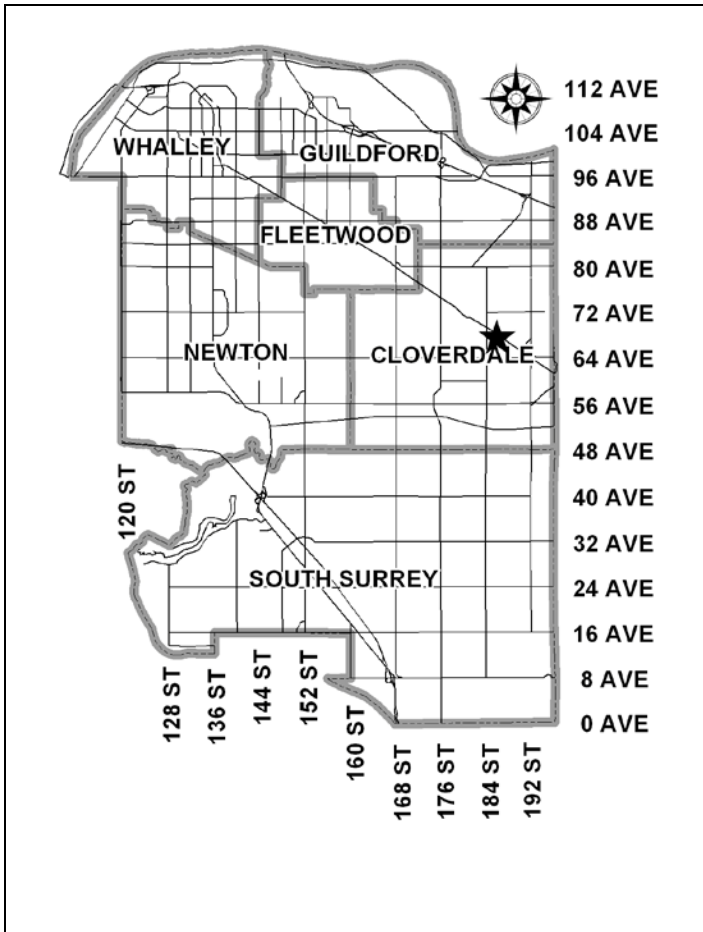 112 AVE
104 AVE
WHALLEY
GUILDFORD
96 AVE
88 AVE
FLEETWOOD
80 AVE
72 AVE
NEWTON
CLOVERDALE
64 AVE
56 AVE
48 AVE
120 ST
40 AVE
32 AVE
SOUTH SURREY
24 AVE
16 AVE
8 AVE
0 AVE
128 ST
136 ST
144 ST
152 ST
160 ST
168 ST
176 ST
184 ST
192 ST